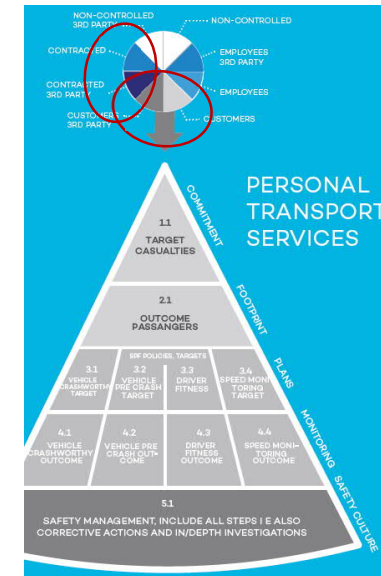 NON-CONTROLLED
3RD PARTY
NON-CONTROLLED
CONTRACTED
EMPLOYEES
3RD PARTY
CONTRACTED
3RD PARTY
EMPLOYEES
CUSTOMERS
3RD PARTY
CUSTOMERS
PERSONAL
TRANSPORT
SERVICES
COMMITMENT
1.1
TARGET
CASUALTIES
FOOTPRINT
2.1
OUTCOME
PASSANGERS
PLANS
SPF POLICIES, TARGETS
3.1
VEHICLE
CRASHWORTHY
TARGET
3.2
VEHICLE
PRE CRASH
TARGET
3.3
DRIVER
FITNESS
3.4
SPEED MONI-
TORING
TARGET
MONITORING
4.1
VEHICLE
CRASHWORTHY
OUTCOME
4.2
VEHICLE PRE
CRASH OUT-
COME
4.3
DRIVER
FITNESS
OUTCOME
4.4
SPEED MONI-
TORING
OUTCOME
SAFETY CULTURE
5.1
SAFETY MANAGEMENT, INCLUDE ALL STEPS I E ALSO
CORRECTIVE ACTIONS AND IN/DEPTH INVESTIGATIONS